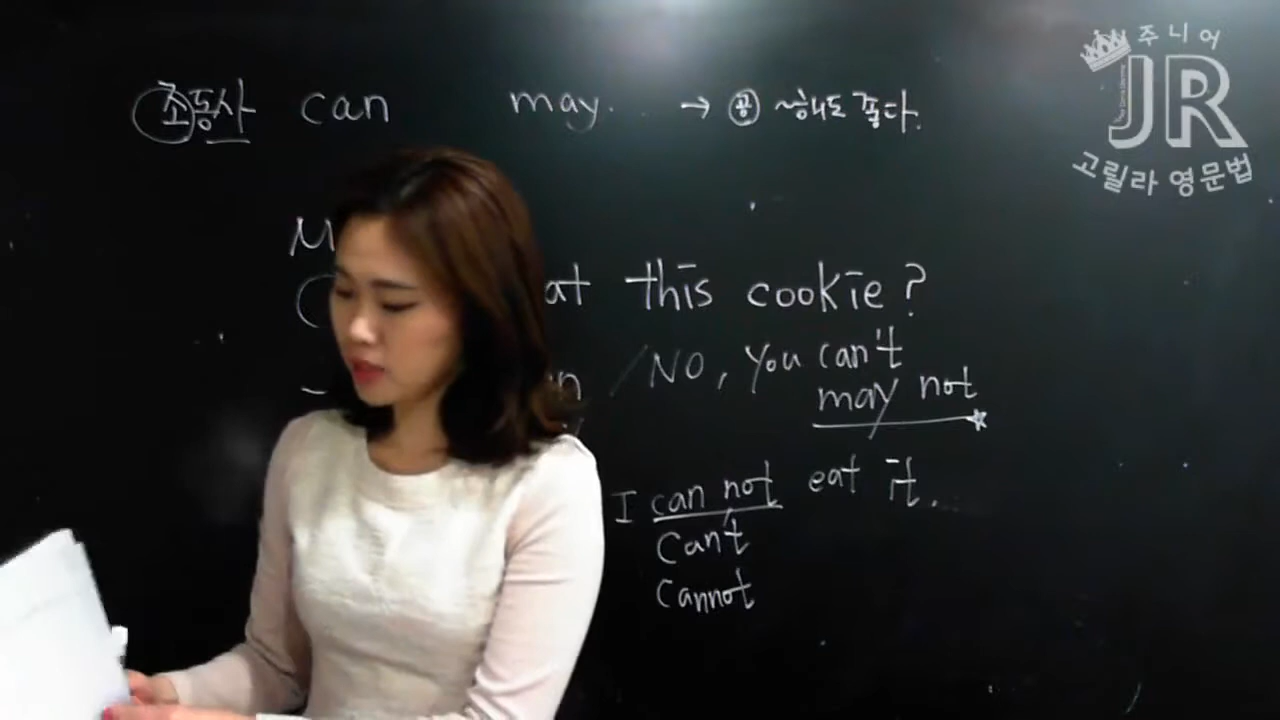 조동사 can may. → 공 ~해도 좋다.
주니어
JR
고릴라 영문법
at this cookie?
/ NO, you can't
may not
I can not eat it.
can't
cannot